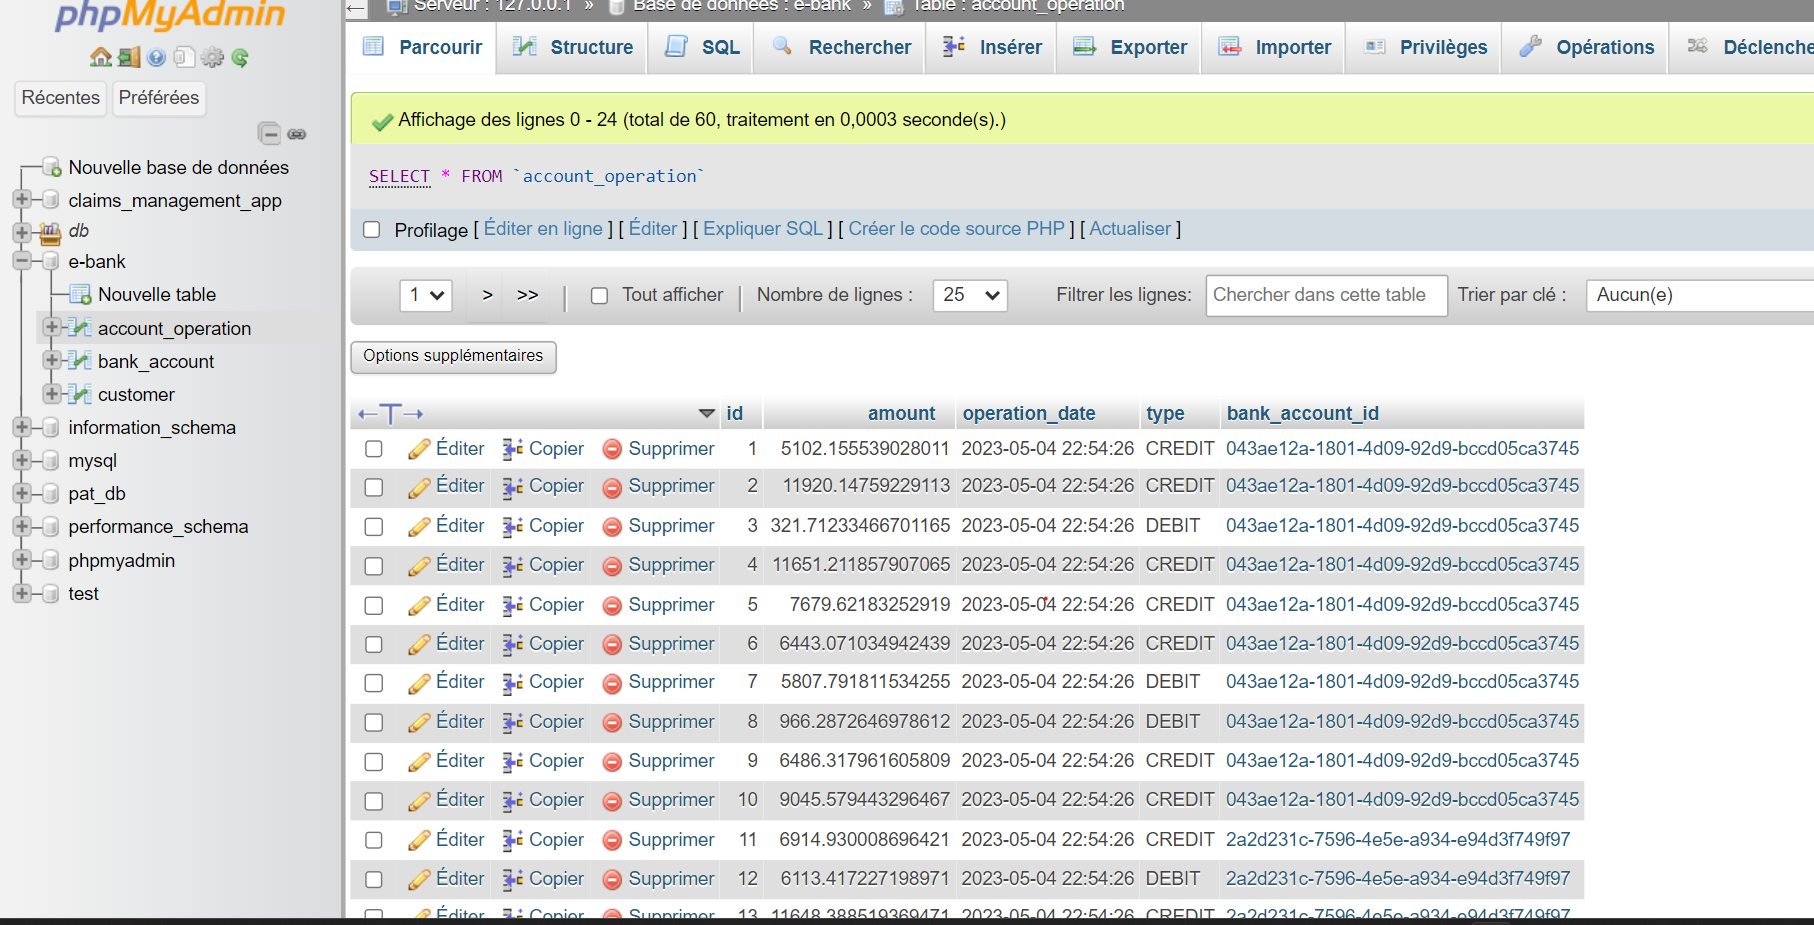 phpMyAdmin
Récentes Préférées
Nouvelle base de données
claims_management_app
db
e-bank
Nouvelle table
account_operation
bank_account
customer
information_schema
mysql
pat_db
performance_schema
phpmyadmin
test
← Serveur : 127.0.0.1 » Base de données : e-bank » Table : account_operation
Parcourir Structure SQL Rechercher Insérer Exporter Importer Privilèges Opérations Déclenche
Affichage des lignes 0 - 24 (total de 60, traitement en 0,0003 seconde(s).)
SELECT * FROM `account_operation`
Profilage [ Éditer en ligne ] [ Éditer ] [ Expliquer SQL ] [ Créer le code source PHP ] [ Actualiser ]
1 > >> | Tout afficher | Nombre de lignes : 25 Filtrer les lignes: Chercher dans cette table Trier par clé : Aucun(e)
Options supplémentaires
←T→ id amount operation_date type bank_account_id
Éditer Copier Supprimer 1 5102.155539028011 2023-05-04 22:54:26 CREDIT 043ae12a-1801-4d09-92d9-bccd05ca3745
Éditer Copier Supprimer 2 11920.14759229113 2023-05-04 22:54:26 CREDIT 043ae12a-1801-4d09-92d9-bccd05ca3745
Éditer Copier Supprimer 3 321.71233466701165 2023-05-04 22:54:26 DEBIT 043ae12a-1801-4d09-92d9-bccd05ca3745
Éditer Copier Supprimer 4 11651.211857907065 2023-05-04 22:54:26 CREDIT 043ae12a-1801-4d09-92d9-bccd05ca3745
Éditer Copier Supprimer 5 7679.62183252919 2023-05-04 22:54:26 CREDIT 043ae12a-1801-4d09-92d9-bccd05ca3745
Éditer Copier Supprimer 6 6443.071034942439 2023-05-04 22:54:26 CREDIT 043ae12a-1801-4d09-92d9-bccd05ca3745
Éditer Copier Supprimer 7 5807.791811534255 2023-05-04 22:54:26 DEBIT 043ae12a-1801-4d09-92d9-bccd05ca3745
Éditer Copier Supprimer 8 966.2872646978612 2023-05-04 22:54:26 DEBIT 043ae12a-1801-4d09-92d9-bccd05ca3745
Éditer Copier Supprimer 9 6486.317961605809 2023-05-04 22:54:26 CREDIT 043ae12a-1801-4d09-92d9-bccd05ca3745
Éditer Copier Supprimer 10 9045.579443296467 2023-05-04 22:54:26 CREDIT 043ae12a-1801-4d09-92d9-bccd05ca3745
Éditer Copier Supprimer 11 6914.930008696421 2023-05-04 22:54:26 CREDIT 2a2d231c-7596-4e5e-a934-e94d3f749f97
Éditer Copier Supprimer 12 6113.417227198971 2023-05-04 22:54:26 DEBIT 2a2d231c-7596-4e5e-a934-e94d3f749f97
Éditer Copier Supprimer 13 11648.388519369471 2023-05-04 22:54:26 CREDIT 2a2d231c-7596-4e5e-a934-e94d3f749f97